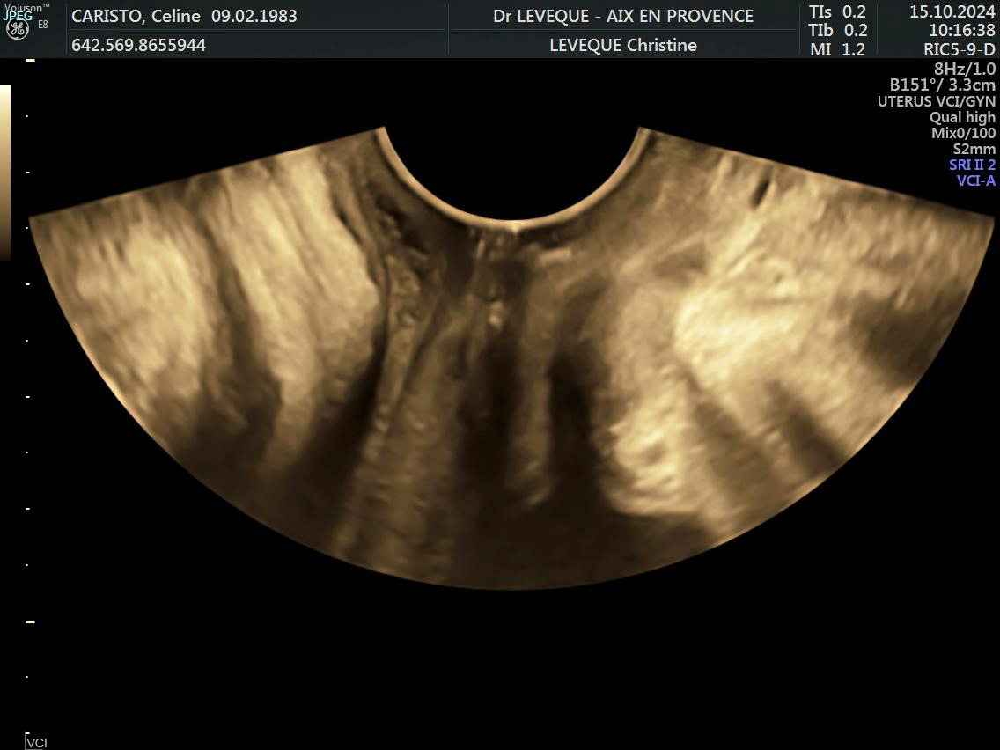 Voluson™
JPEG
E8
CARISTO, Celine 09.02.1983
642.569.8655944
Dr LEVEQUE - AIX EN PROVENCE
LEVEQUE Christine
TIs 0.2
TIb 0.2
MI 1.2
15.10.2024
10:16:38
RIC5-9-D
8Hz/1.0
B151°/ 3.3cm
UTERUS VCI/GYN
Qual high
Mix0/100
S2mm
SRI II 2
VCI-A
VCI